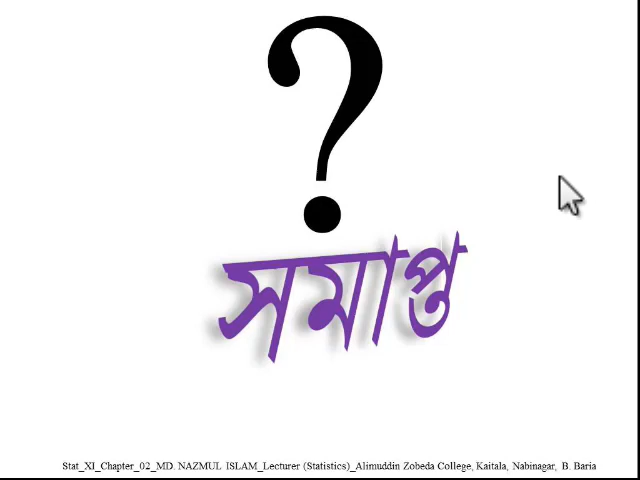 ?
সমাপ্ত
Stat_XI_Chapter_02_MD. NAZMUL ISLAM_Lecturer (Statistics)_Alimuddin Zobeda College, Kaitala, Nabinagar, B. Baria